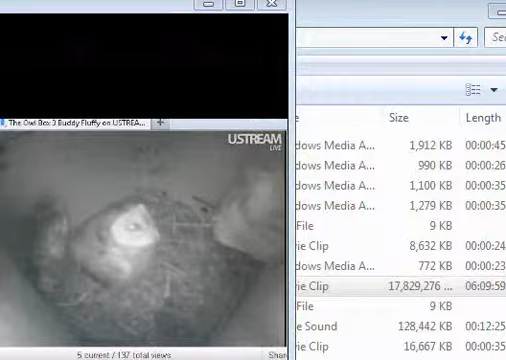 The Owl Box 3 Buddy Fluffy on USTREA...
USTREAM
LIVE
5 current / 137 total views
Shar
Sea
e
Size
Length
dows Media A...
1,912 KB
00:00:45
dows Media A...
990 KB
00:00:26
dows Media A...
1,100 KB
00:00:35
dows Media A...
1,279 KB
00:00:35
File
9 KB
ie Clip
8,632 KB
00:00:24
dows Media A...
772 KB
00:00:23
ie Clip
17,829,276 ...
06:09:59
File
9 KB
e Sound
128,442 KB
00:12:25
ie Clip
16,667 KB
00:00:35